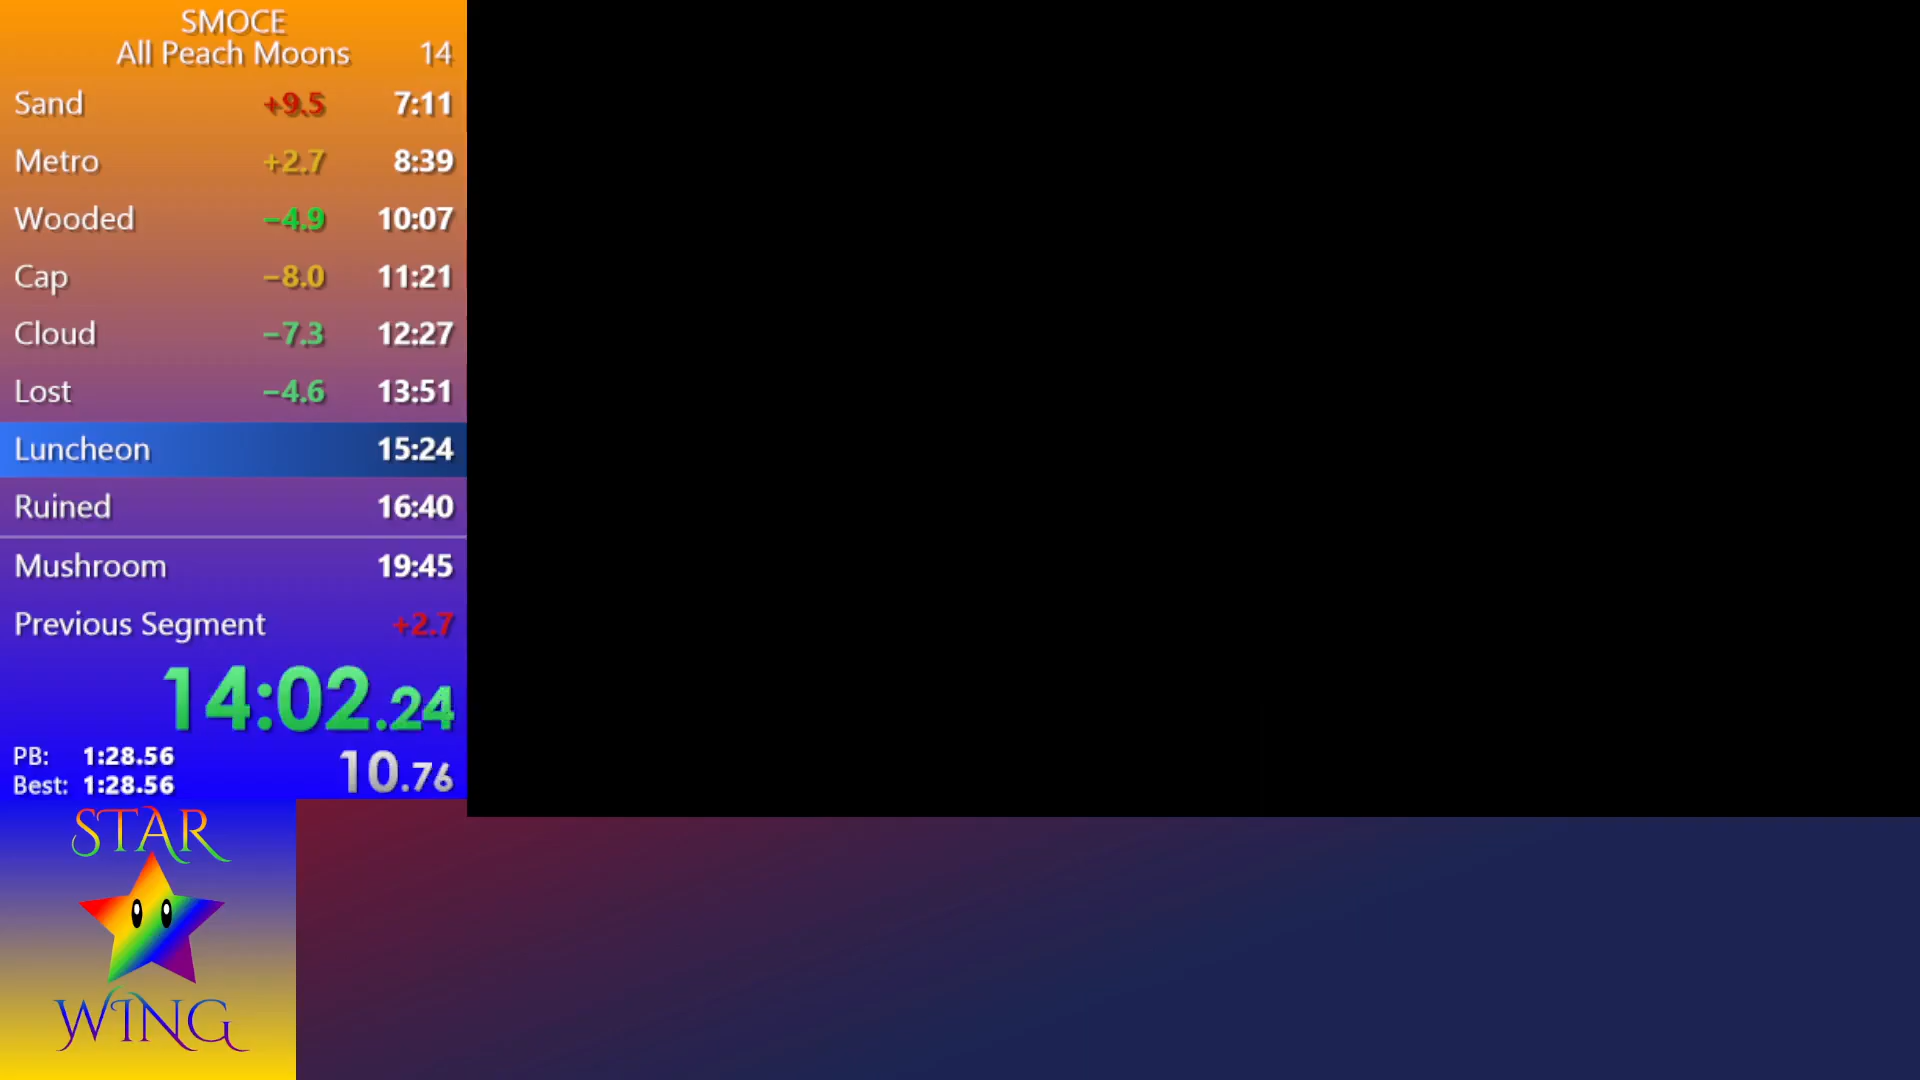 SMOCE
All Peach Moons 14
Sand +9.5 7:11
Metro +2.7 8:39
Wooded −4.9 10:07
Cap −8.0 11:21
Cloud −7.3 12:27
Lost −4.6 13:51
Luncheon 15:24
Ruined 16:40
Mushroom 19:45
Previous Segment +2.7
14:02.24
PB: 1:28.56
Best: 1:28.56
10.76
STAR
WING